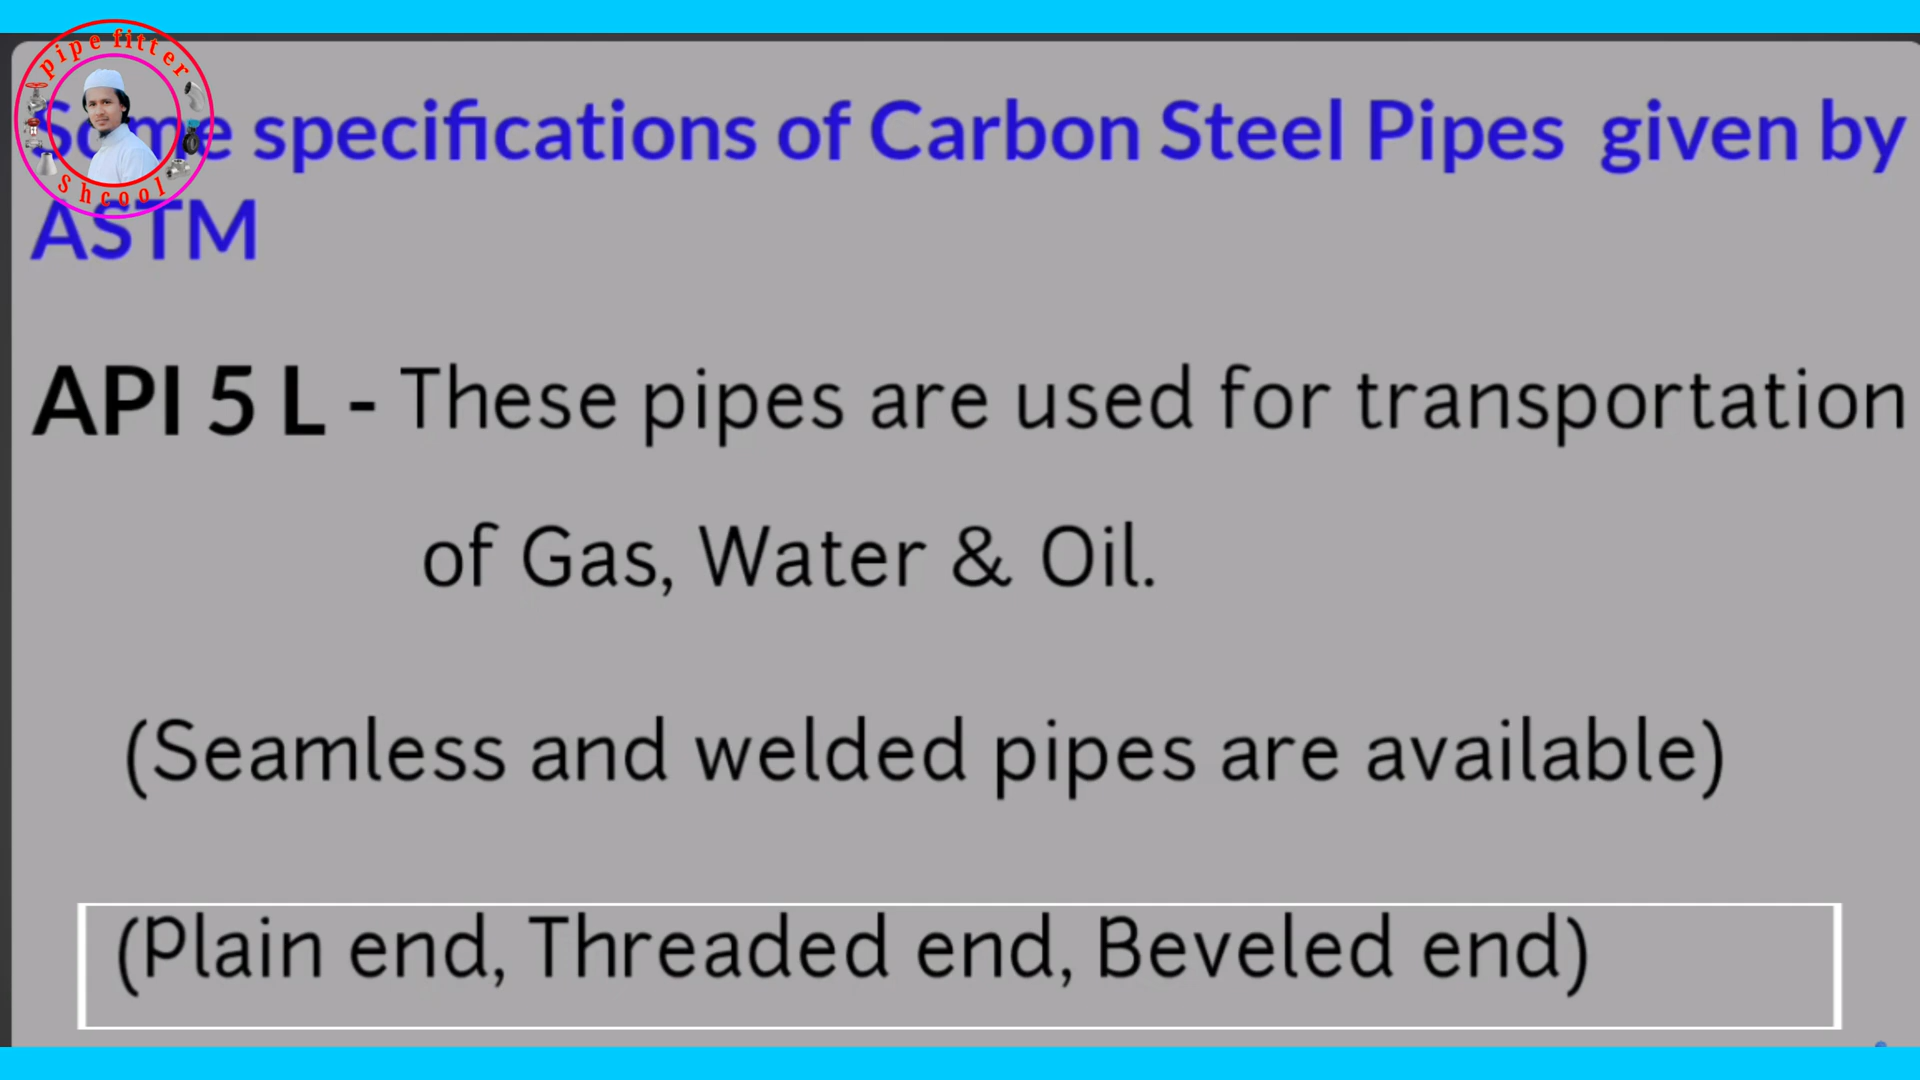 pipe fitter
Shcool
Some specifications of Carbon Steel Pipes given by
ASTM
API 5 L - These pipes are used for transportation
of Gas, Water & Oil.
(Seamless and welded pipes are available)
(Plain end, Threaded end, Beveled end)